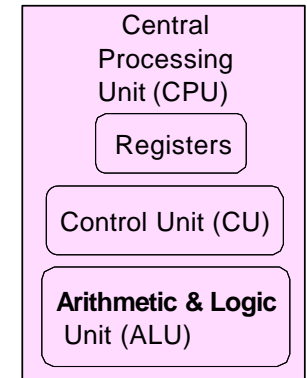 Central
Processing
Unit (CPU)
Registers
Control Unit (CU)
Arithmetic & Logic
Unit (ALU)